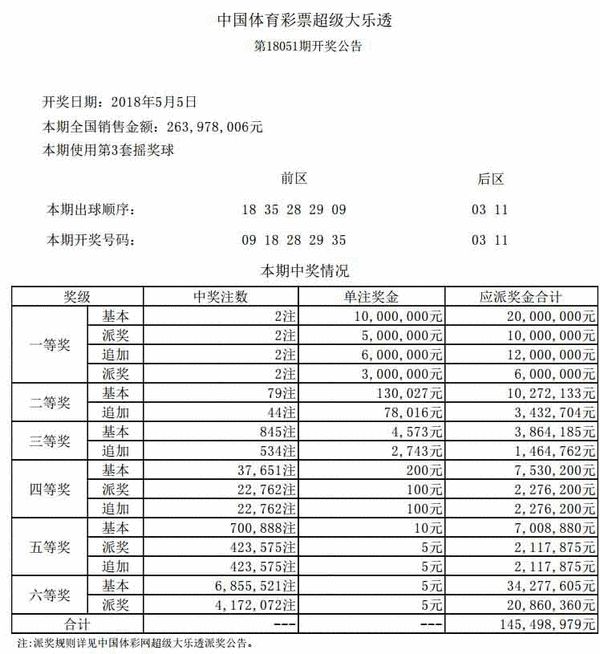 中国体育彩票超级大乐透
第18051期开奖公告
开奖日期：2018年5月5日
本期全国销售金额：263,978,006元
本期使用第3套摇奖球
前区 后区
本期出球顺序： 18 35 28 29 09 03 11
本期开奖号码： 09 18 28 29 35 03 11
本期中奖情况
奖级 中奖注数 单注奖金 应派奖金合计
一等奖 基本 2注 10,000,000元 20,000,000元
派奖 2注 5,000,000元 10,000,000元
追加 2注 6,000,000元 12,000,000元
派奖 2注 3,000,000元 6,000,000元
二等奖 基本 79注 130,027元 10,272,133元
追加 44注 78,016元 3,432,704元
三等奖 基本 845注 4,573元 3,864,185元
追加 534注 2,743元 1,464,762元
四等奖 基本 37,651注 200元 7,530,200元
派奖 22,762注 100元 2,276,200元
追加 22,762注 100元 2,276,200元
五等奖 基本 700,888注 10元 7,008,880元
派奖 423,575注 5元 2,117,875元
追加 423,575注 5元 2,117,875元
六等奖 基本 6,855,521注 5元 34,277,605元
派奖 4,172,072注 5元 20,860,360元
合计 --- --- 145,498,979元
注:派奖规则详见中国体彩网超级大乐透派奖公告。